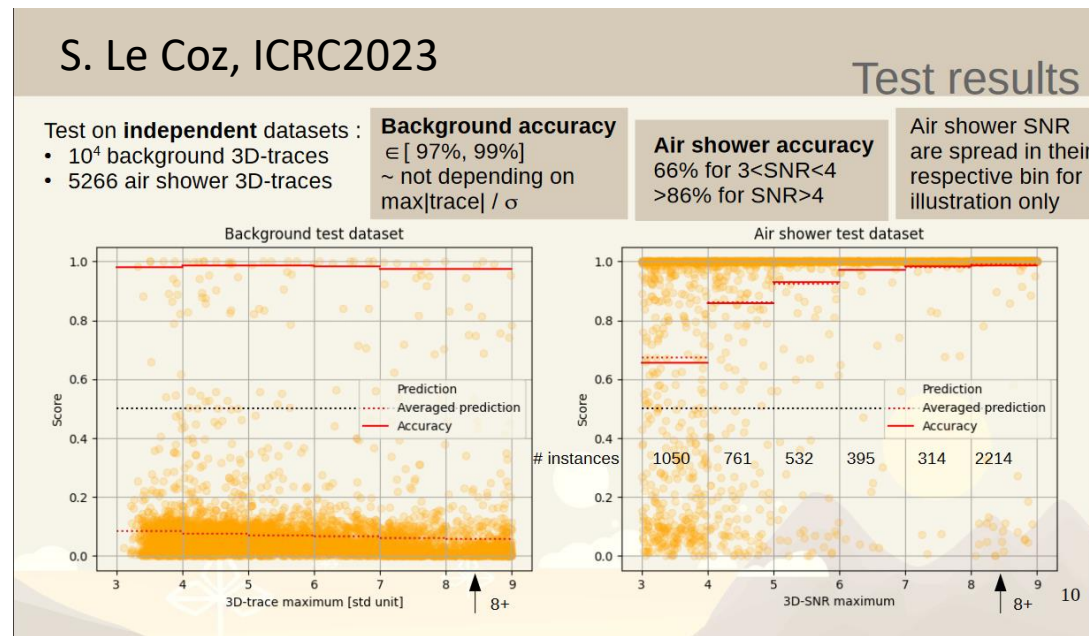 S. Le Coz, ICRC2023
Test results
Test on independent datasets :
• 10⁴ background 3D-traces
• 5266 air shower 3D-traces
Background accuracy
∈[ 97%, 99%]
~ not depending on
max|trace| / σ
Air shower accuracy
66% for 3<SNR<4
>86% for SNR>4
Air shower SNR
are spread in their
respective bin for
illustration only
Background test dataset
1.0
0.8
0.6
0.4
0.2
0.0
Score
Prediction
Averaged prediction
Accuracy
3 4 5 6 7 8 9
3D-trace maximum [std unit]
8+
Air shower test dataset
1.0
0.8
0.6
0.4
0.2
0.0
Score
Prediction
Averaged prediction
Accuracy
# instances 1050 761 532 395 314 2214
3 4 5 6 7 8 9
3D-SNR maximum
8+
10